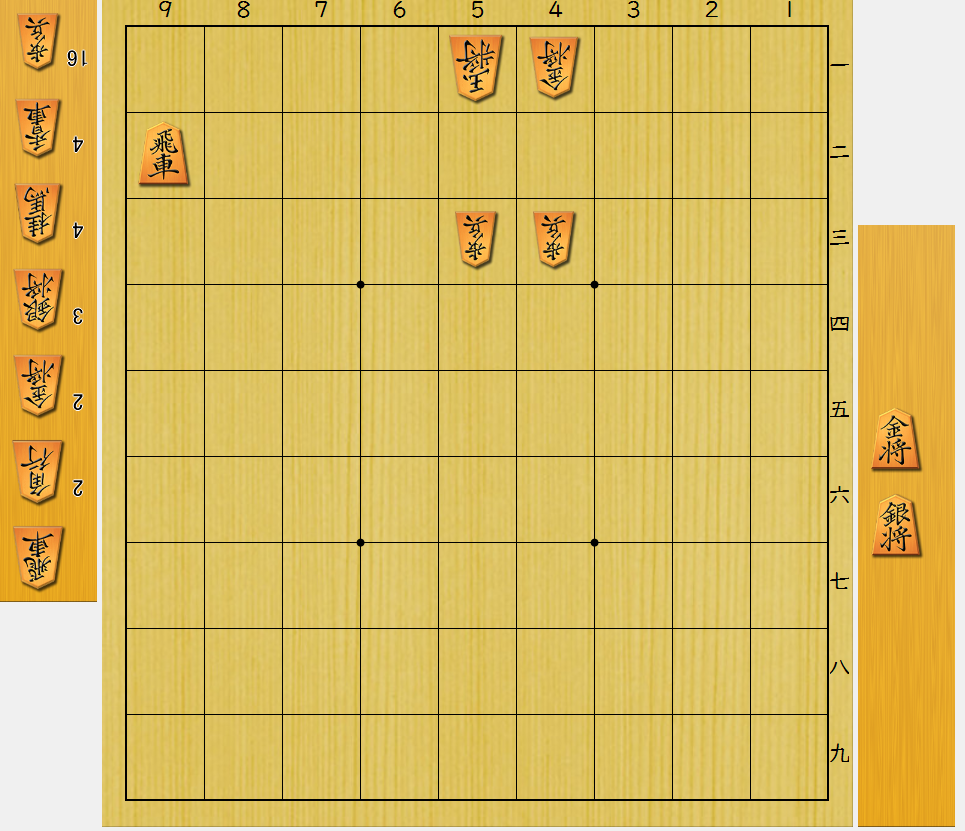 9 8 7 6 5 4 3 2 1
歩兵 16
香車 4
桂馬 4
銀将 3
金将 2
角行 2
飛車
玉将 金将 一
飛車 二
歩兵 歩兵 三
四
五
六
七
八
九
金将
銀将